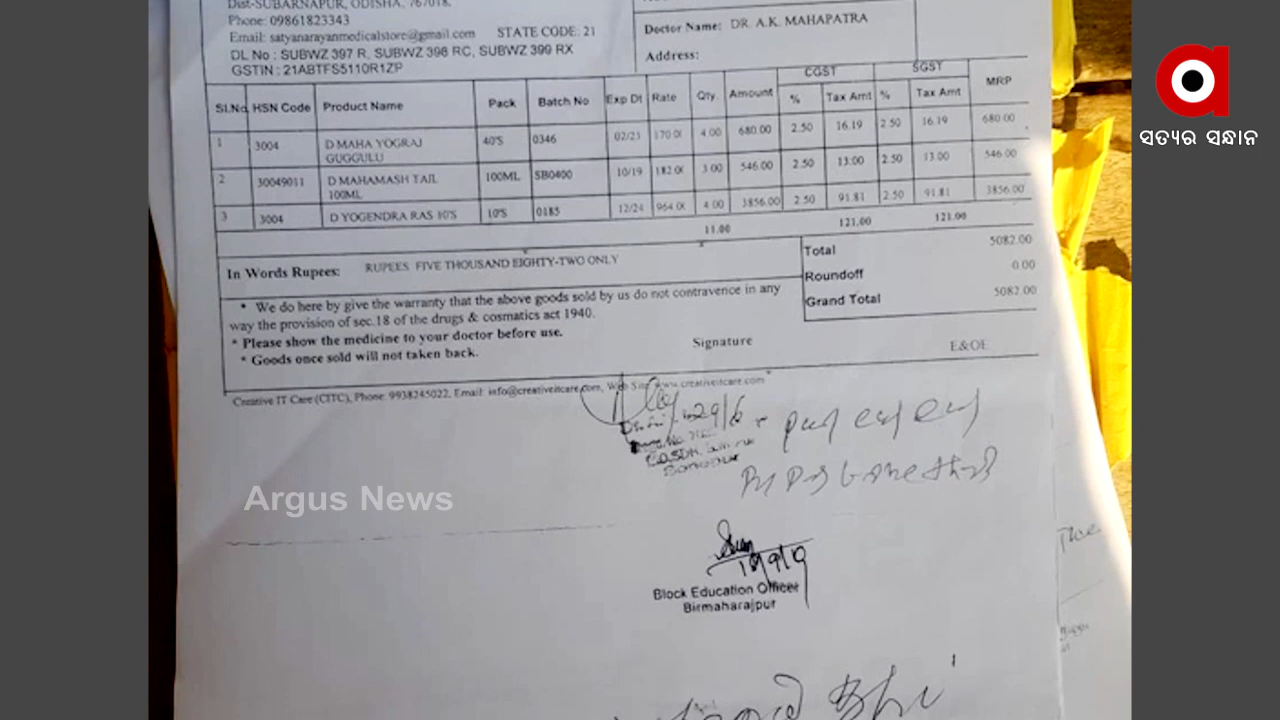 Dist-SUBARNAPUR, ODISHA, 767018,
Phone: 09861823343
Email: satyanarayanmedicalstore@gmail.com STATE CODE: 21
DL No : SUBWZ 397 R, SUBWZ 398 RC, SUBWZ 399 RX
GSTIN : 21ABTFS5110R1ZP
Doctor Name: DR. A.K. MAHAPATRA
Address:
Sl.No HSN Code Product Name Pack Batch No Exp Dt Rate Qty. Amount CGST SGST MRP
% Tax Amt % Tax Amt
1 3004 D MAHA YOGRAJ GUGGULU 40'S 0346 02/23 170.00 4.00 680.00 2.50 16.19 2.50 16.19 680.00
2 30049011 D MAHAMASH TAIL 100ML 100ML SB0400 10/19 182.00 3.00 546.00 2.50 13.00 2.50 13.00 546.00
3 3004 D YOGENDRA RAS 10'S 10'S 0185 12/24 964.00 4.00 3856.00 2.50 91.81 2.50 91.81 3856.00
11.00 121.00 121.00
In Words Rupees: RUPEES FIVE THOUSAND EIGHTY-TWO ONLY
Total 5082.00
Roundoff 0.00
Grand Total 5082.00
* We do here by give the warranty that the above goods sold by us do not contravence in any
way the provision of sec.18 of the drugs & cosmatics act 1940.
* Please show the medicine to your doctor before use.
* Goods once sold will not taken back.
Signature
E&OE
Creative IT Care (CITC), Phone: 9938245022, Email: info@creativeitcare.com, Web Site: www.creativeitcare.com
29/6
Block Education Officer
Birmaharajpur
Argus News
a
ସତ୍ୟର ସନ୍ଧାନ